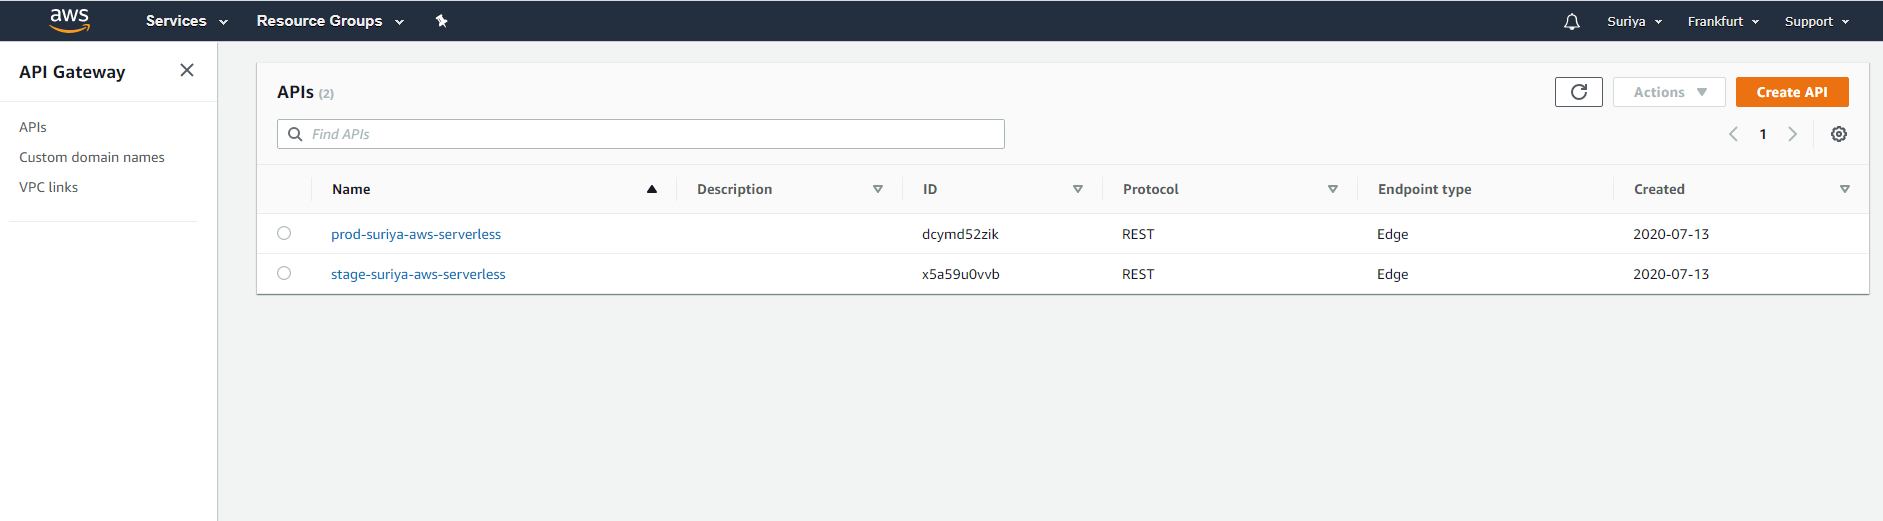 aws Services Resource Groups Suriya Frankfurt Support
API Gateway
APIs
Custom domain names
VPC links
APIs (2) Actions Create API
Find APIs 1
Name Description ID Protocol Endpoint type Created
prod-suriya-aws-serverless dcymd52zik REST Edge 2020-07-13
stage-suriya-aws-serverless x5a59u0vvb REST Edge 2020-07-13